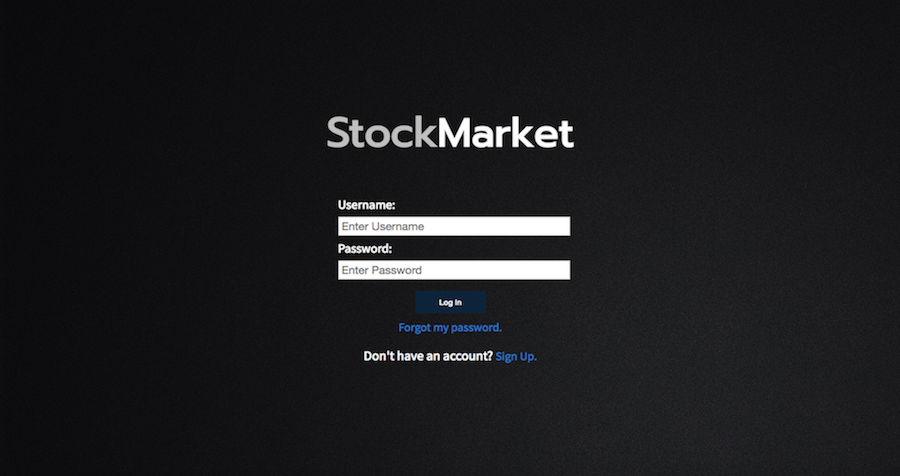 StockMarket
Username:
Enter Username
Password:
Enter Password
Log In
Forgot my password.
Don't have an account? Sign Up.